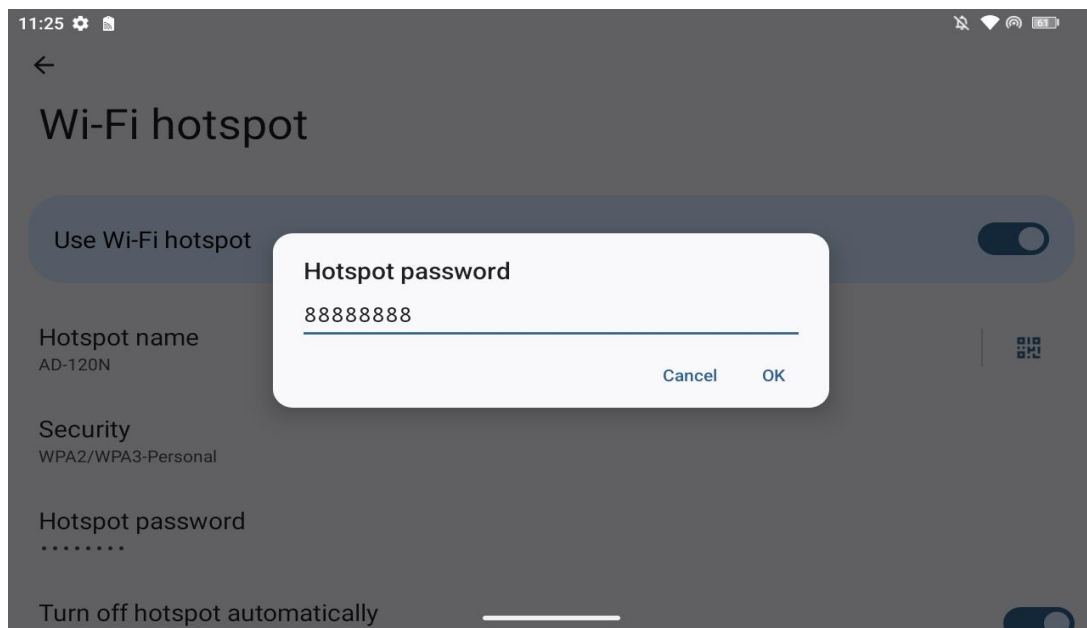 11:25
61
Wi-Fi hotspot
Use Wi-Fi hotspot
Hotspot password
88888888
Cancel OK
Hotspot name
AD-120N
Security
WPA2/WPA3-Personal
Hotspot password
••••••••
Turn off hotspot automatically